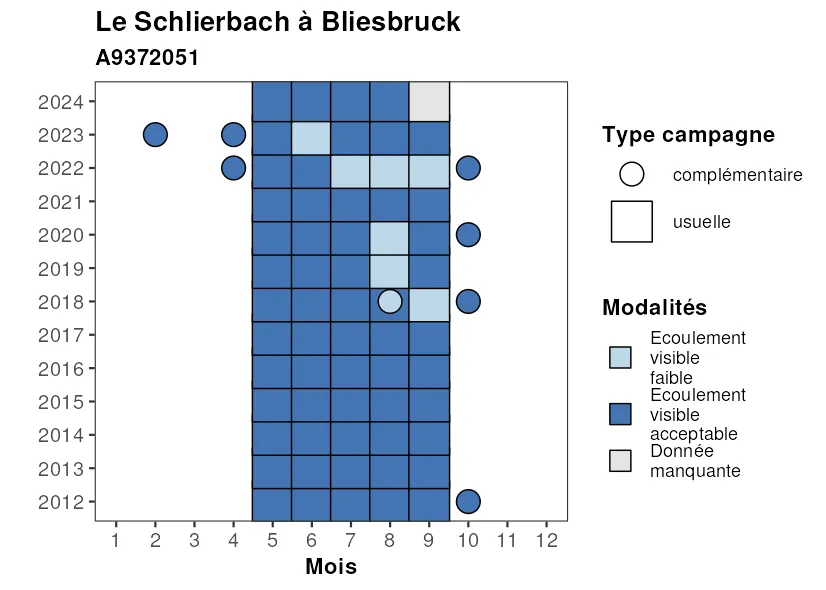 Le Schlierbach à Bliesbruck
A9372051
2024
2023
2022
2021
2020
2019
2018
2017
2016
2015
2014
2013
2012
1 2 3 4 5 6 7 8 9 10 11 12
Mois
Type campagne
complémentaire
usuelle
Modalités
Ecoulement
visible
faible
Ecoulement
visible
acceptable
Donnée
manquante